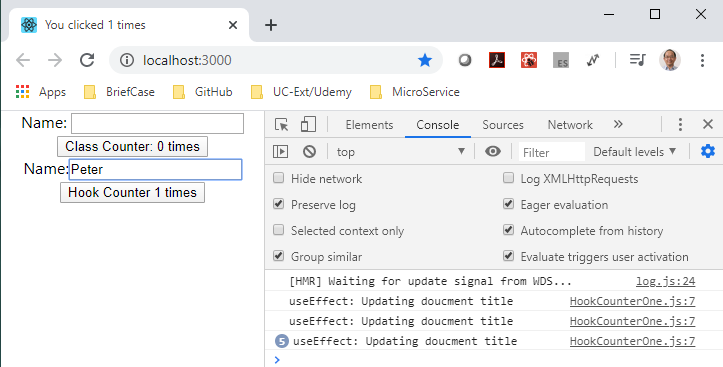 You clicked 1 times
localhost:3000
Apps BriefCase GitHub UC-Ext/Udemy MicroService
Name:
Class Counter: 0 times
Name: Peter
Hook Counter 1 times
Elements Console Sources Network »
top Filter Default levels
Hide network Log XMLHttpRequests
Preserve log Eager evaluation
Selected context only Autocomplete from history
Group similar Evaluate triggers user activation
[HMR] Waiting for update signal from WDS... log.js:24
useEffect: Updating doucment title HookCounterOne.js:7
useEffect: Updating doucment title HookCounterOne.js:7
5 useEffect: Updating doucment title HookCounterOne.js:7
>